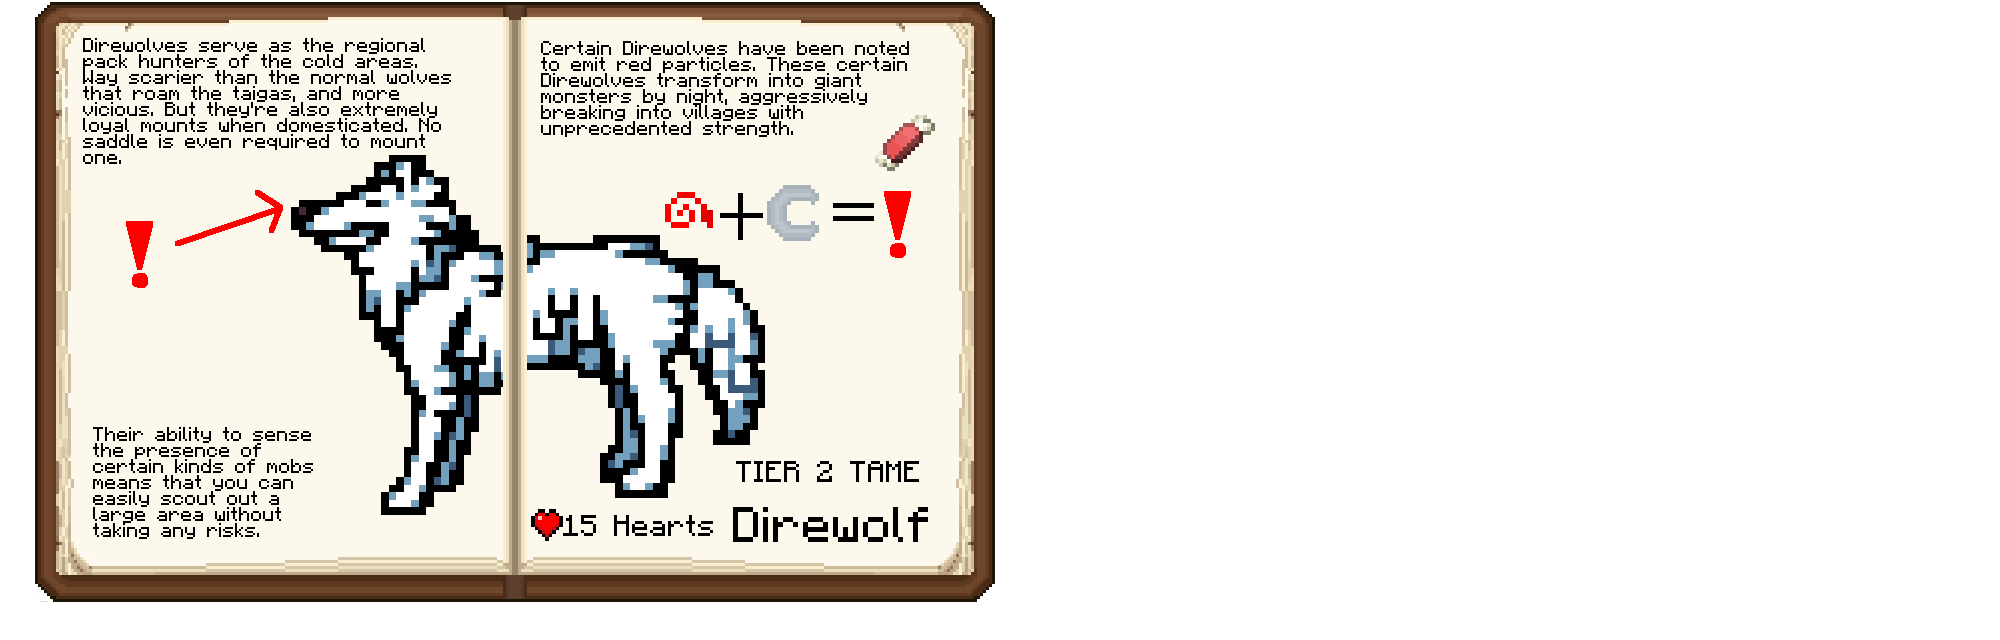 Direwolves serve as the regional
pack hunters of the cold areas.
Way scarier than the normal wolves
that roam the taigas, and more
vicious. But they're also extremely
loyal mounts when domesticated. No
saddle is even required to mount
one.
!
Their ability to sense
the presence of
certain kinds of mobs
means that you can
easily scout out a
large area without
taking any risks.
Certain Direwolves have been noted
to emit red particles. These certain
Direwolves transform into giant
monsters by night, aggressively
breaking into villages with
unprecedented strength.
+ = !
TIER 2 TAME
15 Hearts Direwolf